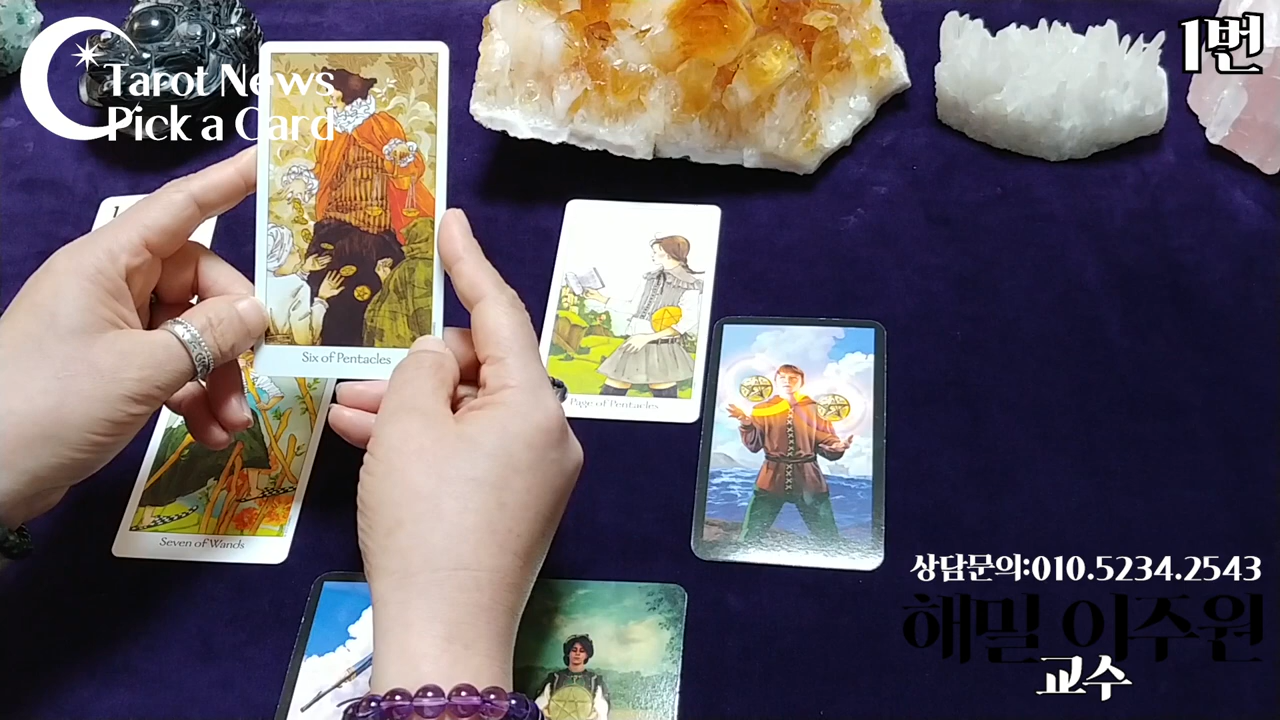 Tarot News
Pick a Card
1번
Six of Pentacles
Page of Pentacles
Seven of Wands
상담문의:010.5234.2543
해밀 이주원
교수